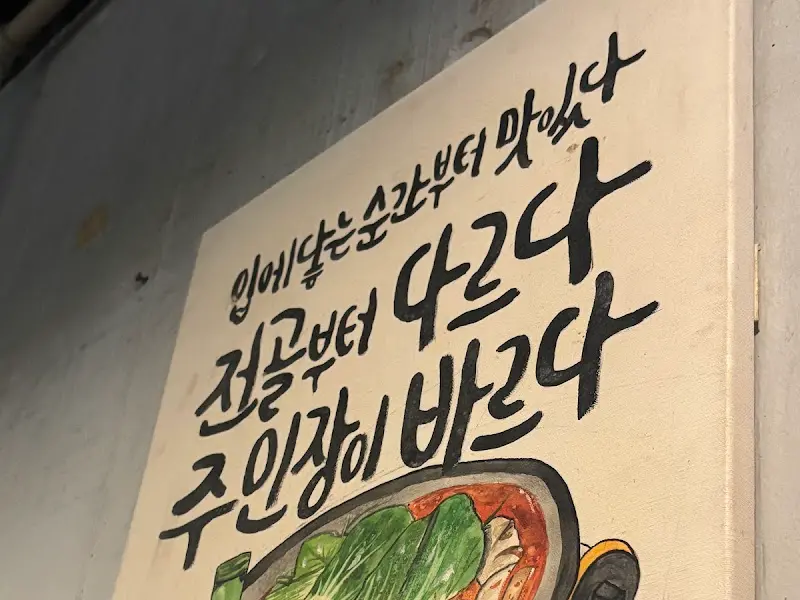 입에 닿는 순간부터 맛있다
전골부터 다르다
주인장이 바르다